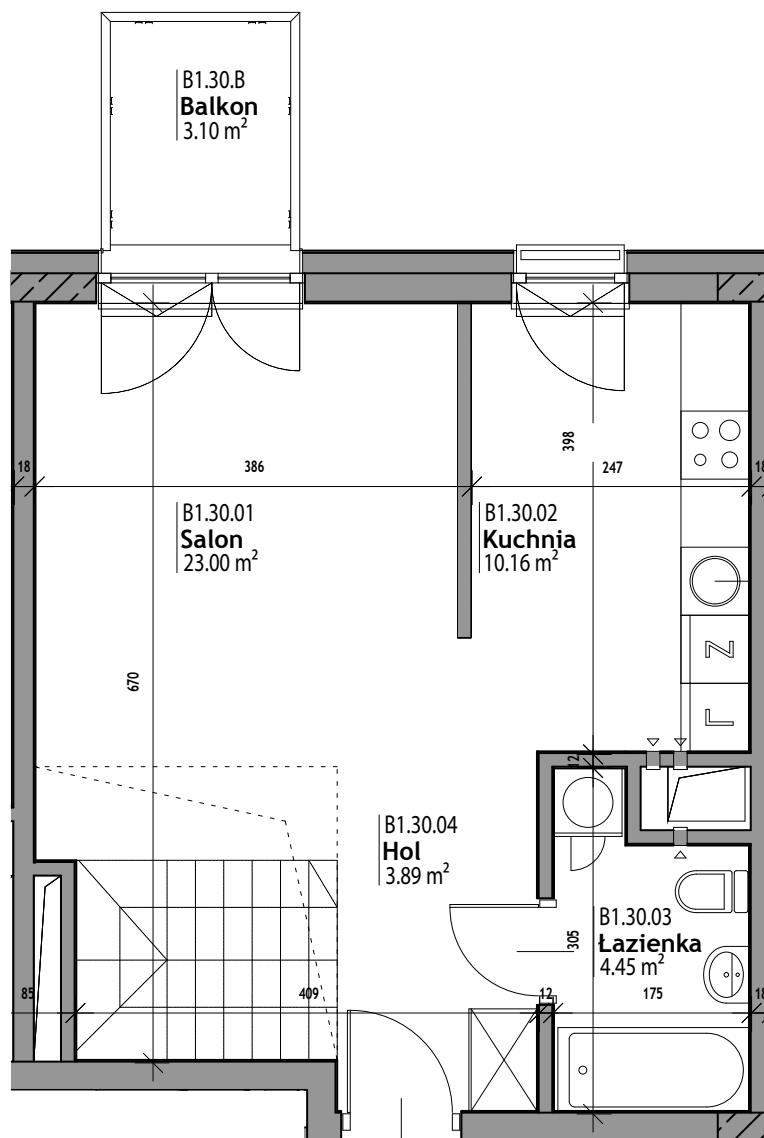 B1.30.B
Balkon
3.10 m²
398
18
386
247
18
B1.30.01
Salon
23.00 m²
B1.30.02
Kuchnia
10.16 m²
Z
670
L
12
B1.30.04
Hol
3.89 m²
B1.30.03
Łazienka
4.45 m²
305
85
409
12
175
18